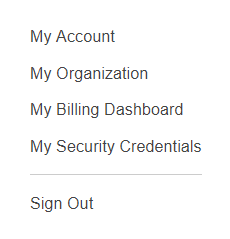 My Account
My Organization
My Billing Dashboard
My Security Credentials
Sign Out